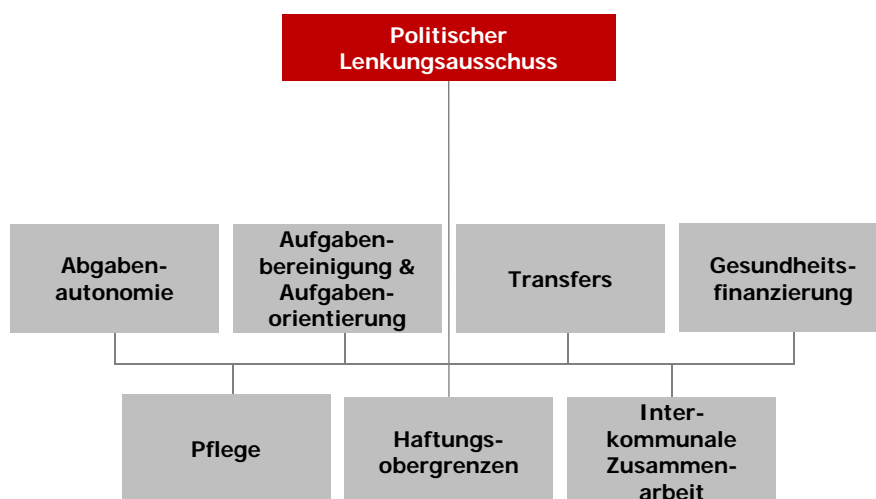 Politischer
Lenkungsausschuss
Abgaben-
autonomie
Aufgaben-
bereinigung &
Aufgaben-
orientierung
Transfers
Gesundheits-
finanzierung
Pflege
Haftungs-
obergrenzen
Inter-
kommunale
Zusammen-
arbeit